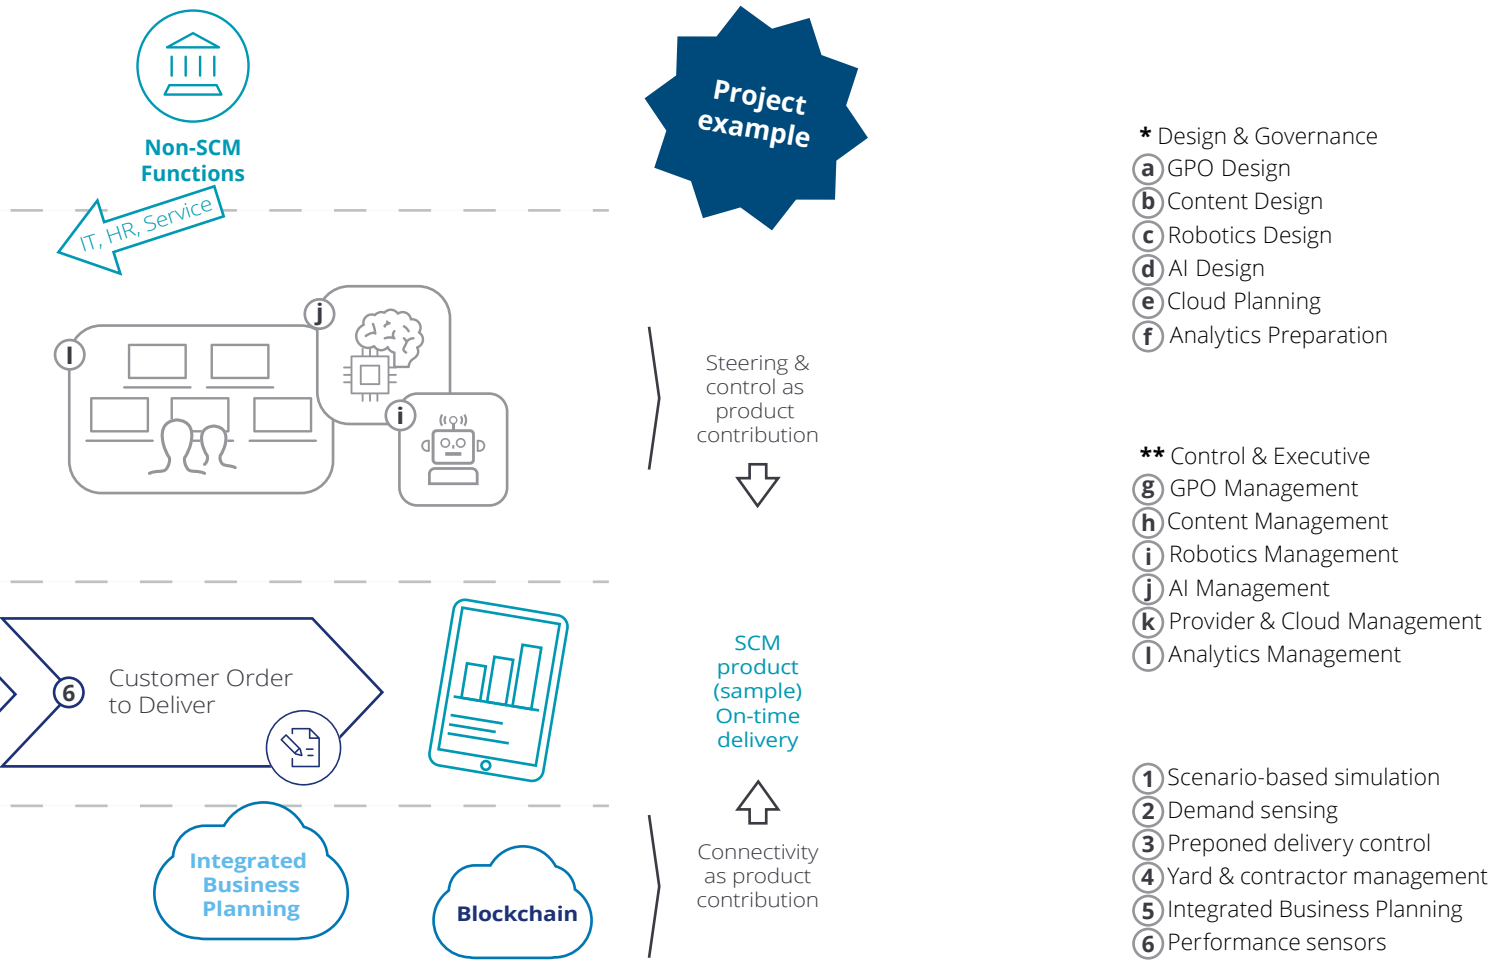 Non-SCM
Functions
IT, HR, Service
Project
example
l
j
i
Steering &
control as
product
contribution
6
Customer Order
to Deliver
SCM
product
(sample)
On-time
delivery
Integrated
Business
Planning
Blockchain
Connectivity
as product
contribution
* Design & Governance
a GPO Design
b Content Design
c Robotics Design
d AI Design
e Cloud Planning
f Analytics Preparation
** Control & Executive
g GPO Management
h Content Management
i Robotics Management
j AI Management
k Provider & Cloud Management
l Analytics Management
1 Scenario-based simulation
2 Demand sensing
3 Preponed delivery control
4 Yard & contractor management
5 Integrated Business Planning
6 Performance sensors